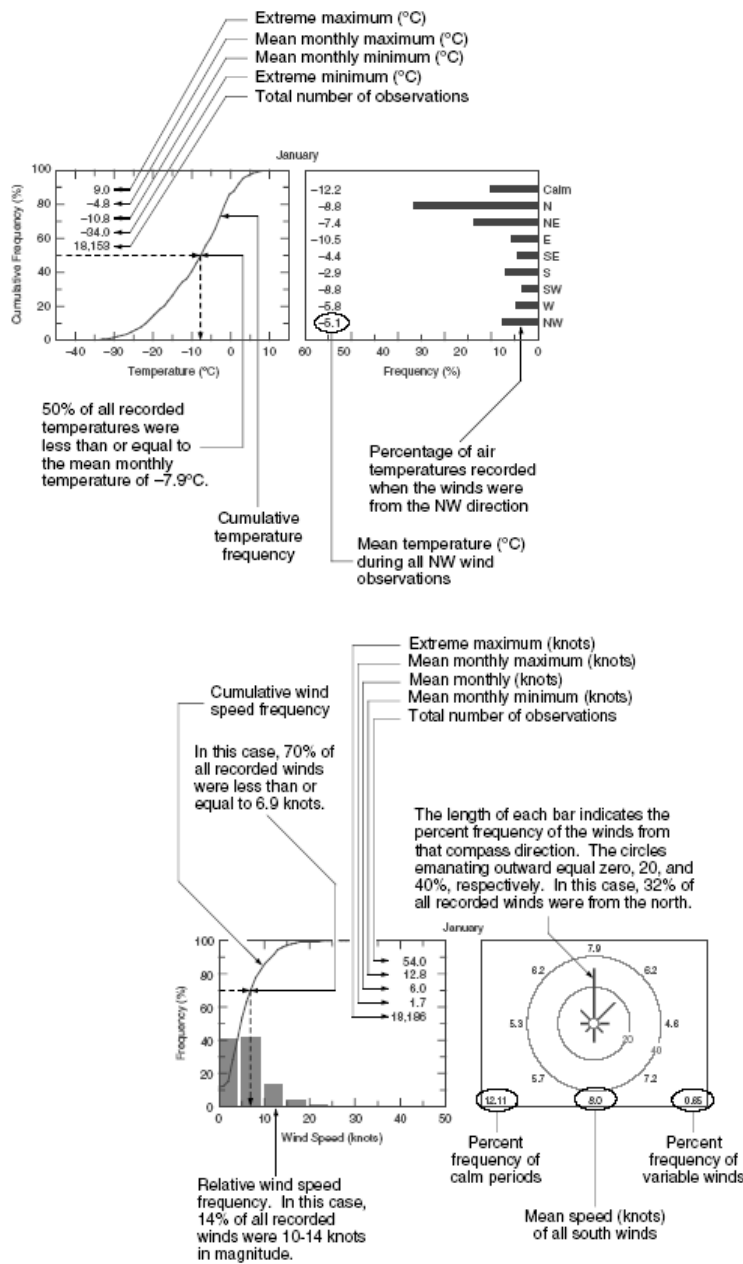 Extreme maximum (°C)
Mean monthly maximum (°C)
Mean monthly minimum (°C)
Extreme minimum (°C)
Total number of observations
January
Cumulative Frequency (%)
100
80
60
40
20
0
9.0
–4.8
–10.8
–34.0
18,153
–40 –30 –20 –10 0 10
Temperature (°C)
–12.2 Calm
–8.8 N
–7.4 NE
–10.5 E
–4.4 SE
–2.9 S
–8.8 SW
–5.8 W
–5.1 NW
60 50 40 30 20 10 0
Frequency (%)
50% of all recorded
temperatures were
less than or equal to
the mean monthly
temperature of –7.9°C.
Cumulative
temperature
frequency
Percentage of air
temperatures recorded
when the winds were
from the NW direction
Mean temperature (°C)
during all NW wind
observations
Extreme maximum (knots)
Mean monthly maximum (knots)
Mean monthly (knots)
Mean monthly minimum (knots)
Total number of observations
Cumulative wind
speed frequency
In this case, 70% of
all recorded winds
were less than or
equal to 6.9 knots.
The length of each bar indicates the
percent frequency of the winds from
that compass direction. The circles
emanating outward equal zero, 20, and
40%, respectively. In this case, 32% of
all recorded winds were from the north.
January
Frequency (%)
100
80
60
40
20
0
54.0
12.8
6.0
1.7
18,186
0 10 20 30 40 50
Wind Speed (knots)
7.9
6.2 6.2
5.3 4.6
20 40
5.7 7.2
12.11 8.0 0.65
Percent
frequency of
calm periods
Percent
frequency of
variable winds
Mean speed (knots)
of all south winds
Relative wind speed
frequency. In this case,
14% of all recorded
winds were 10-14 knots
in magnitude.